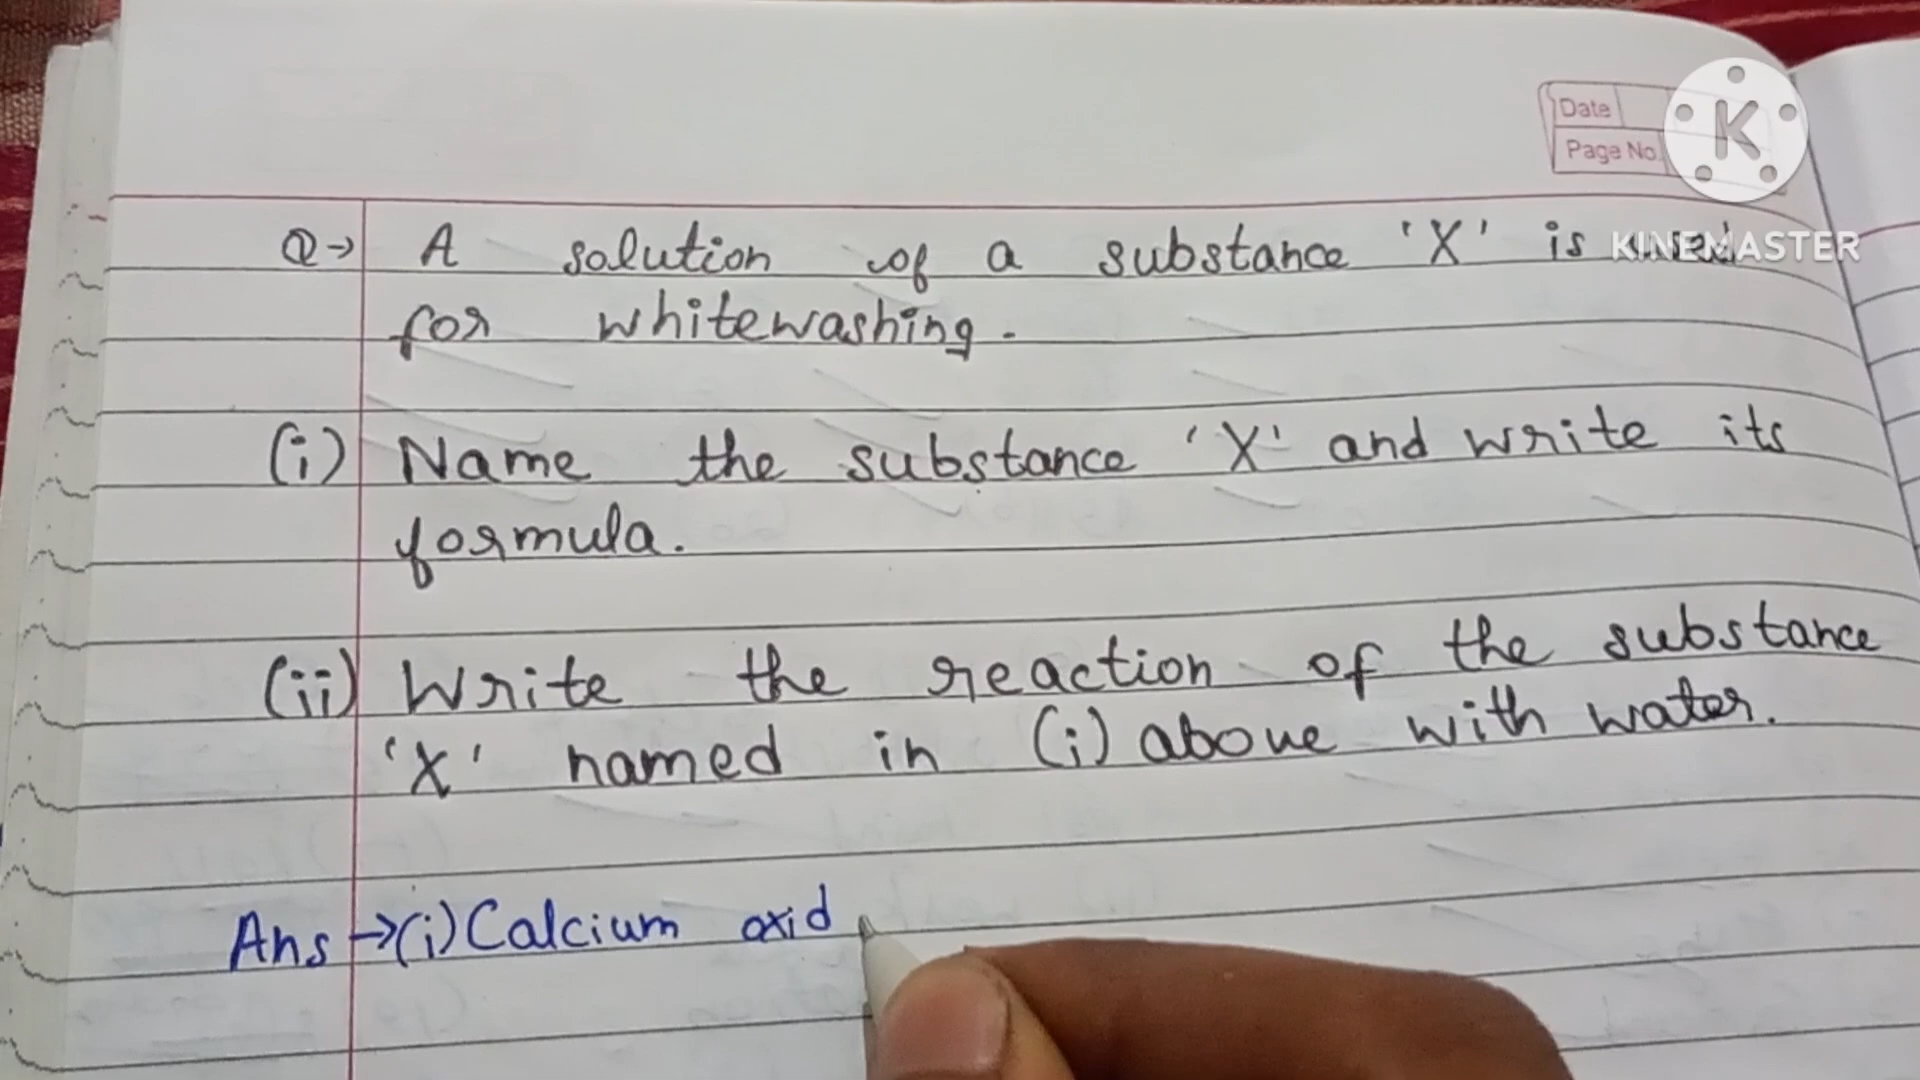 Date
Page No.
K
KINEMASTER
Q→ A solution of a substance 'X' is used
for whitewashing.
(i) Name the substance 'X' and write its
formula.
(ii) Write the reaction of the substance
'X' named in (i) above with water.
Ans →(i) Calcium oxid